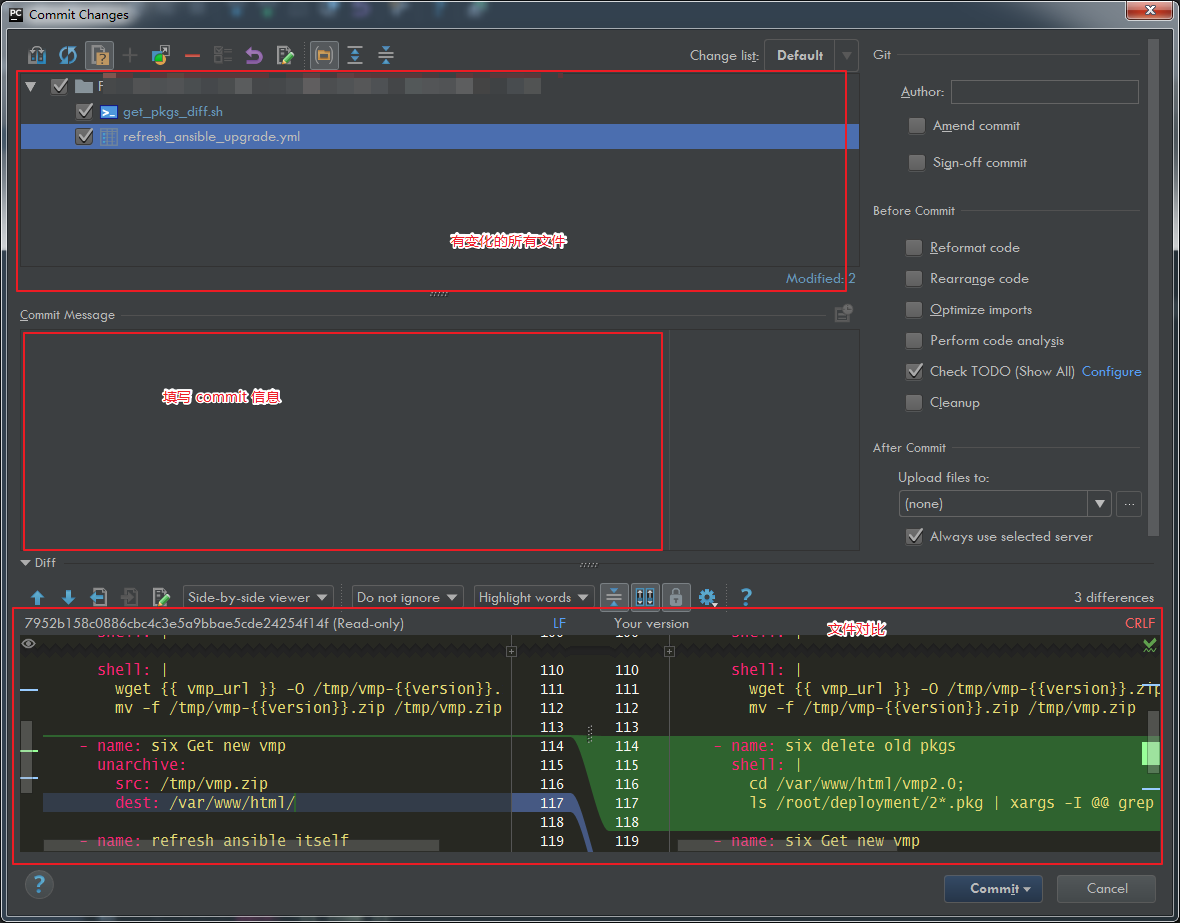 PC Commit Changes
Change list: Default
F
get_pkgs_diff.sh
refresh_ansible_upgrade.yml
有变化的所有文件
Modified: 2
Commit Message
填写 commit 信息
Git
Author:
Amend commit
Sign-off commit
Before Commit
Reformat code
Rearrange code
Optimize imports
Perform code analysis
Check TODO (Show All) Configure
Cleanup
After Commit
Upload files to:
(none)
...
Always use selected server
Diff
Side-by-side viewer
Do not ignore
Highlight words
?
3 differences
7952b158c0886cbc4c3e5a9bbae5cde24254f14f (Read-only) LF
Your version
文件对比
CRLF
110 110
shell: |
shell: |
111 111
wget {{ vmp_url }} -O /tmp/vmp-{{version}}.
wget {{ vmp_url }} -O /tmp/vmp-{{version}}.zip
112 112
mv -f /tmp/vmp-{{version}}.zip /tmp/vmp.zip
mv -f /tmp/vmp-{{version}}.zip /tmp/vmp.zip
113 113
114 114
- name: six Get new vmp
- name: six delete old pkgs
115 115
unarchive:
shell: |
116 116
src: /tmp/vmp.zip
cd /var/www/html/vmp2.0;
117 117
dest: /var/www/html/
ls /root/deployment/2*.pkg | xargs -I @@ grep
118 118
119 119
- name: refresh ansible itself
- name: six Get new vmp
?
Commit
Cancel